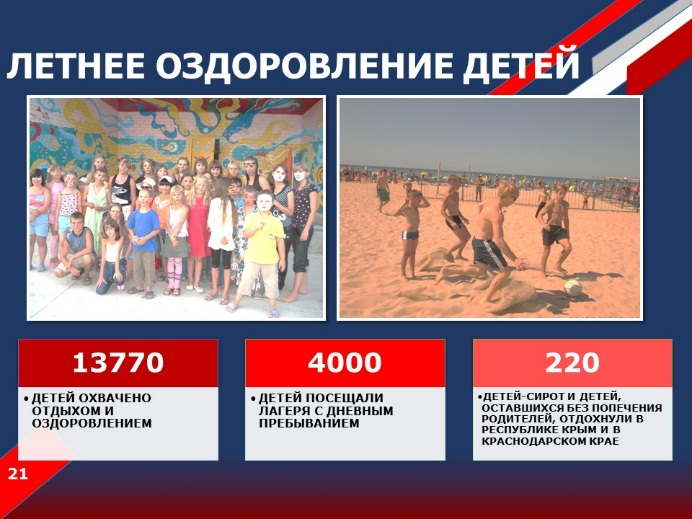 ЛЕТНЕЕ ОЗДОРОВЛЕНИЕ ДЕТЕЙ
13770
• ДЕТЕЙ ОХВАЧЕНО
ОТДЫХОМ И
ОЗДОРОВЛЕНИЕМ
4000
• ДЕТЕЙ ПОСЕЩАЛИ
ЛАГЕРЯ С ДНЕВНЫМ
ПРЕБЫВАНИЕМ
220
•ДЕТЕЙ-СИРОТ И ДЕТЕЙ,
ОСТАВШИХСЯ БЕЗ ПОПЕЧЕНИЯ
РОДИТЕЛЕЙ, ОТДОХНУЛИ В
РЕСПУБЛИКЕ КРЫМ И В
КРАСНОДАРСКОМ КРАЕ
21